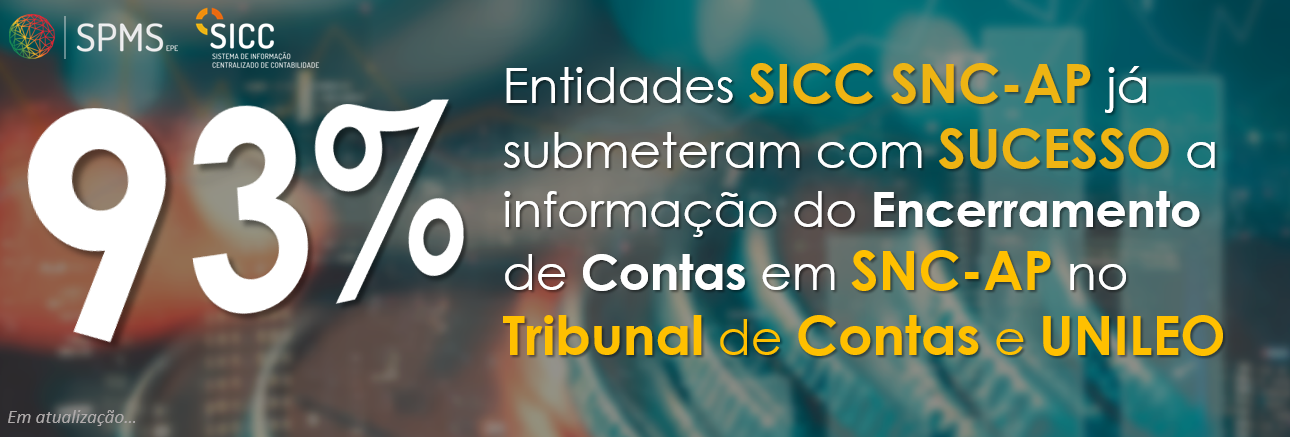 SPMS EPE
SICC
SISTEMA DE INFORMAÇÃO
CENTRALIZADO DE CONTABILIDADE
93%
Entidades SICC SNC-AP já
submeteram com SUCESSO a
informação do Encerramento
de Contas em SNC-AP no
Tribunal de Contas e UNILEO
Em atualização...